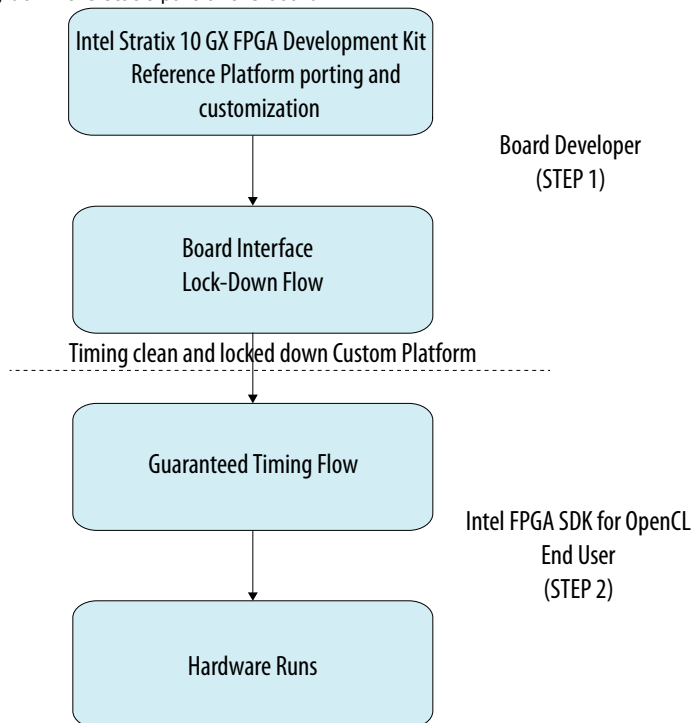 Intel Stratix 10 GX FPGA Development Kit
Reference Platform porting and
customization
Board Developer
(STEP 1)
Board Interface
Lock-Down Flow
Timing clean and locked down Custom Platform
Guaranteed Timing Flow
Intel FPGA SDK for OpenCL
End User
(STEP 2)
Hardware Runs